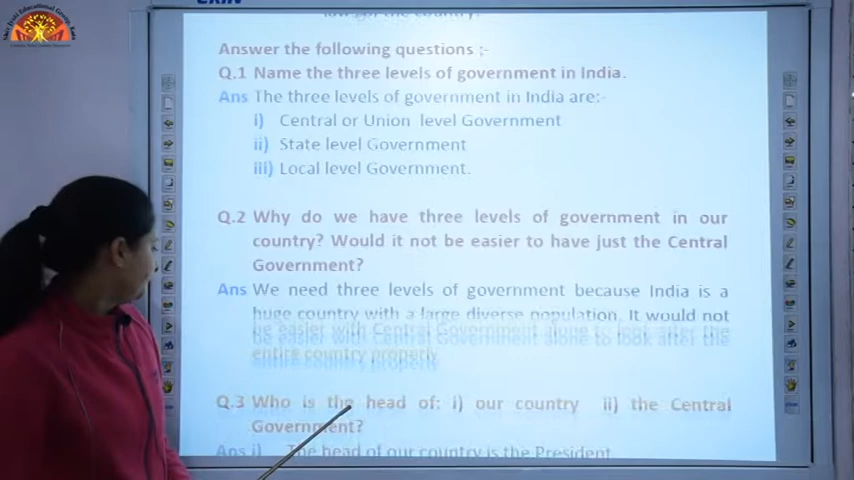 law of the country.
Answer the following questions :-
Q.1 Name the three levels of government in India.
Ans The three levels of government in India are:-
i) Central or Union level Government
ii) State level Government
iii) Local level Government.
Q.2 Why do we have three levels of government in our
country? Would it not be easier to have just the Central
Government?
Ans We need three levels of government because India is a
huge country with a large diverse population. It would not
be easier with Central Government alone to look after the
entire country properly
Q.3 Who is the head of: i) our country ii) the Central
Government?
Ans i) The head of our country is the President